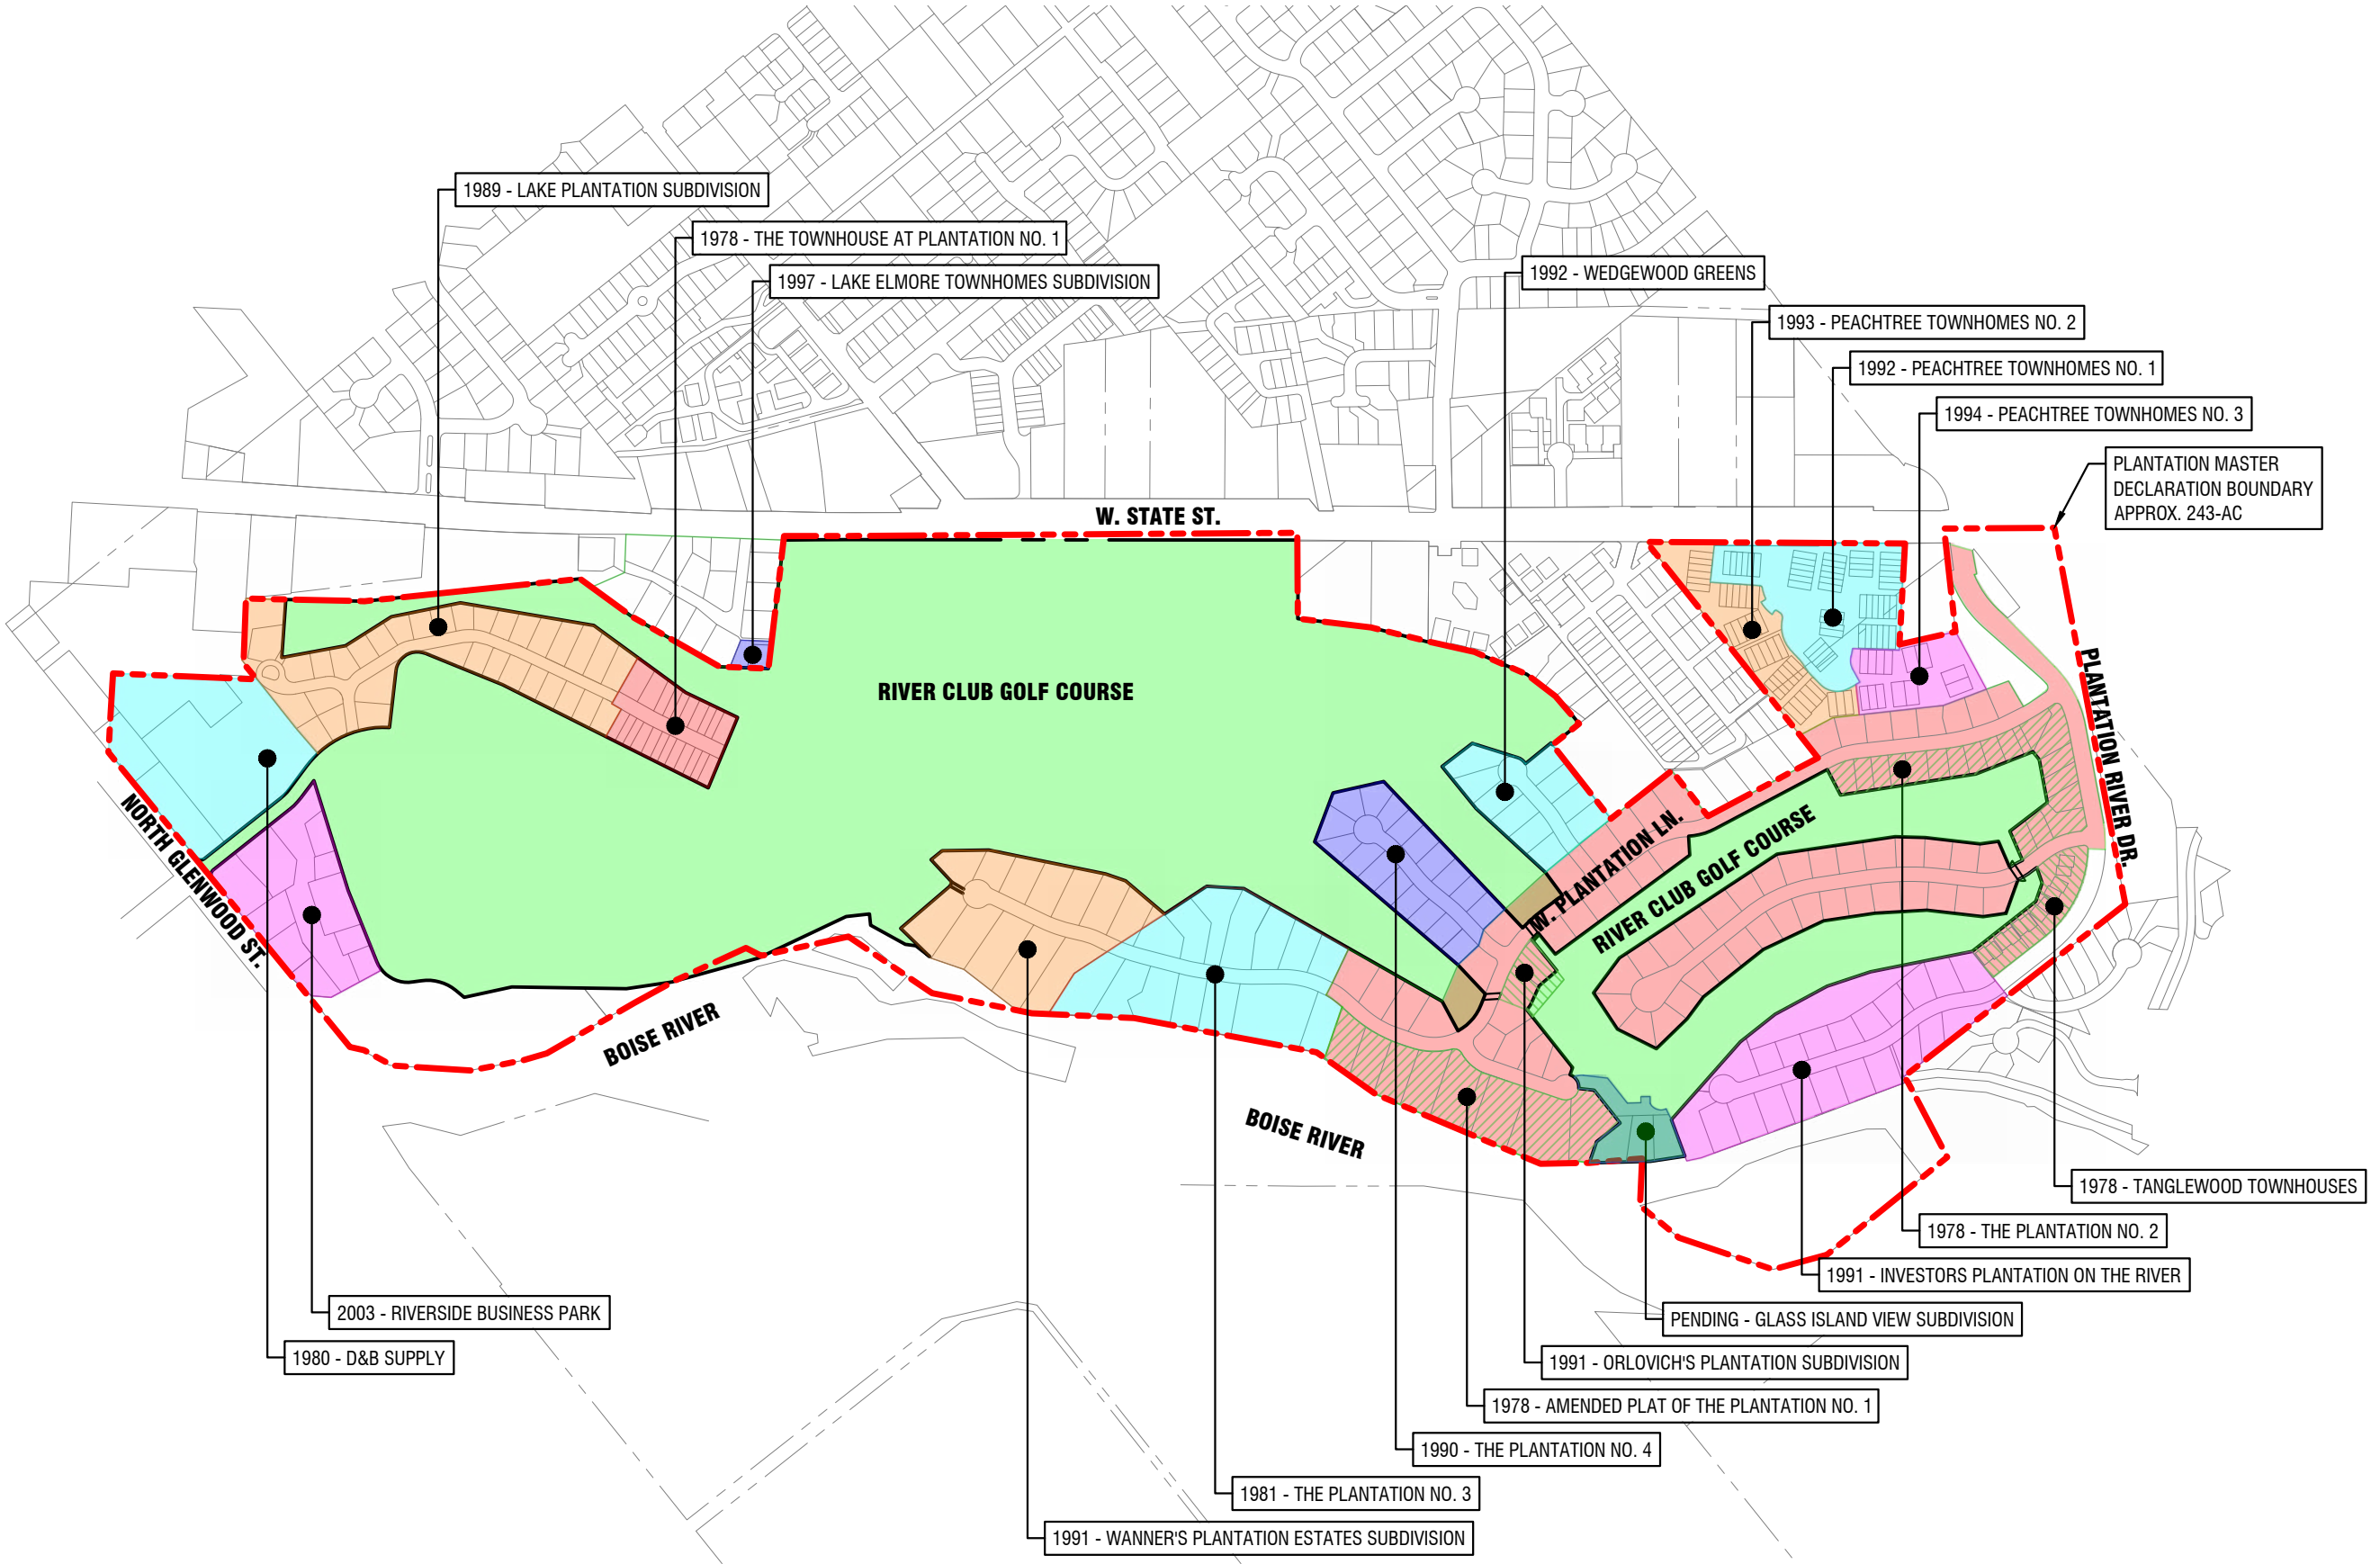 1989 - LAKE PLANTATION SUBDIVISION
1978 - THE TOWNHOUSE AT PLANTATION NO. 1
1997 - LAKE ELMORE TOWNHOMES SUBDIVISION
1992 - WEDGEWOOD GREENS
1993 - PEACHTREE TOWNHOMES NO. 2
1992 - PEACHTREE TOWNHOMES NO. 1
1994 - PEACHTREE TOWNHOMES NO. 3
PLANTATION MASTER
DECLARATION BOUNDARY
APPROX. 243-AC
W. STATE ST.
RIVER CLUB GOLF COURSE
PLANTATION RIVER DR.
W. PLANTATION LN.
RIVER CLUB GOLF COURSE
NORTH GLENWOOD ST.
BOISE RIVER
BOISE RIVER
1978 - TANGLEWOOD TOWNHOUSES
1978 - THE PLANTATION NO. 2
1991 - INVESTORS PLANTATION ON THE RIVER
2003 - RIVERSIDE BUSINESS PARK
PENDING - GLASS ISLAND VIEW SUBDIVISION
1980 - D&B SUPPLY
1991 - ORLOVICH'S PLANTATION SUBDIVISION
1978 - AMENDED PLAT OF THE PLANTATION NO. 1
1990 - THE PLANTATION NO. 4
1981 - THE PLANTATION NO. 3
1991 - WANNER'S PLANTATION ESTATES SUBDIVISION